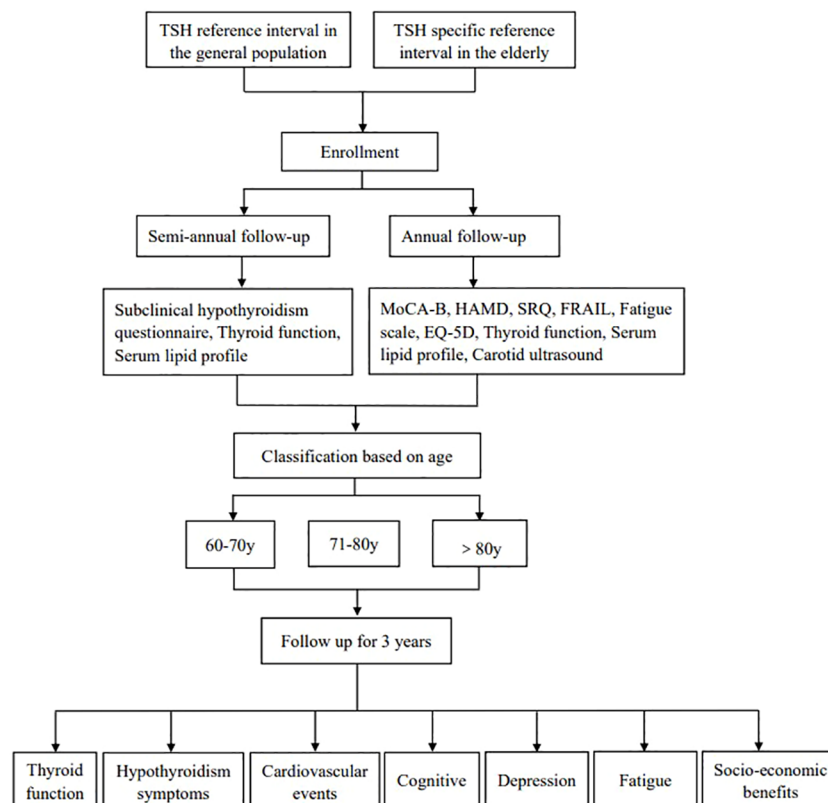 TSH reference interval in
the general population
TSH specific reference
interval in the elderly
Enrollment
Semi-annual follow-up
Annual follow-up
Subclinical hypothyroidism
questionnaire, Thyroid function,
Serum lipid profile
MoCA-B, HAMD, SRQ, FRAIL, Fatigue
scale, EQ-5D, Thyroid function, Serum
lipid profile, Carotid ultrasound
Classification based on age
60-70y
71-80y
> 80y
Follow up for 3 years
Thyroid
function
Hypothyroidism
symptoms
Cardiovascular
events
Cognitive
Depression
Fatigue
Socio-economic
benefits